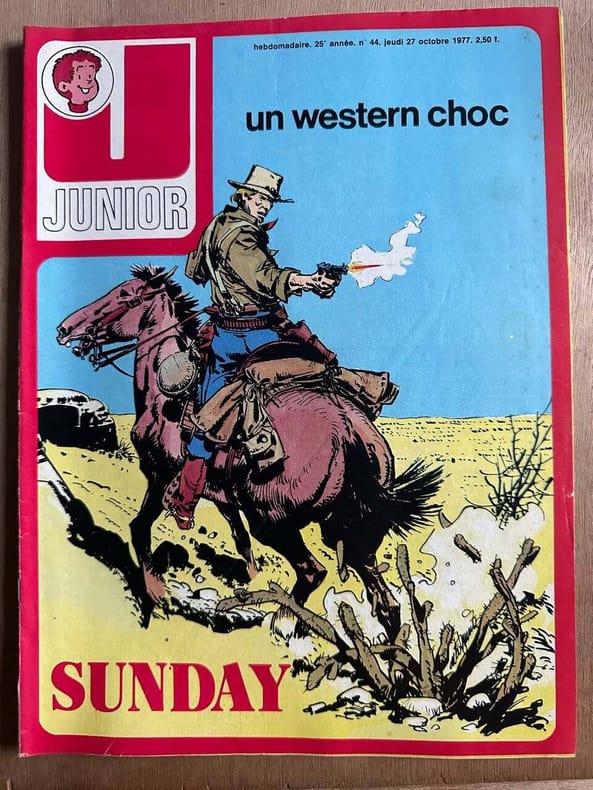 hebdomadaire. 25e année. n° 44. jeudi 27 octobre 1977. 2,50 f.
J
JUNIOR
un western choc
SUNDAY